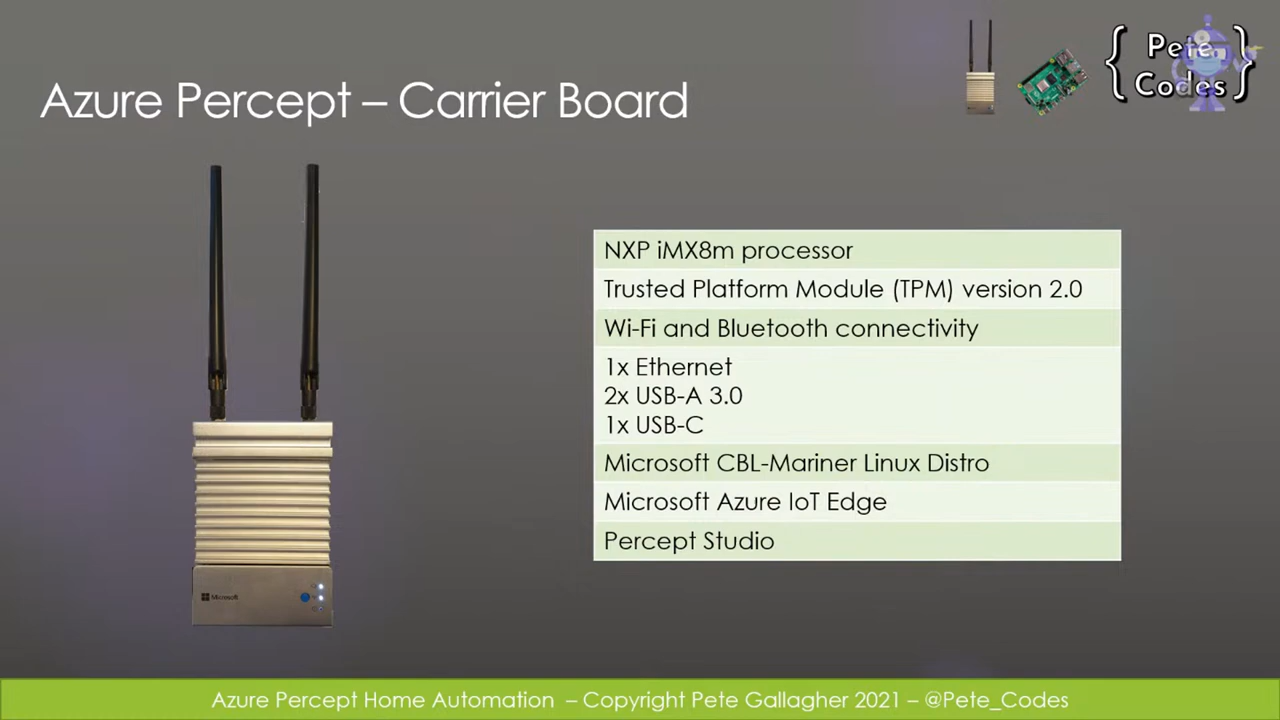 Azure Percept – Carrier Board
{ Pete
Codes }
NXP iMX8m processor
Trusted Platform Module (TPM) version 2.0
Wi-Fi and Bluetooth connectivity
1x Ethernet
2x USB-A 3.0
1x USB-C
Microsoft CBL-Mariner Linux Distro
Microsoft Azure IoT Edge
Percept Studio
Microsoft
Azure Percept Home Automation – Copyright Pete Gallagher 2021 – @Pete_Codes